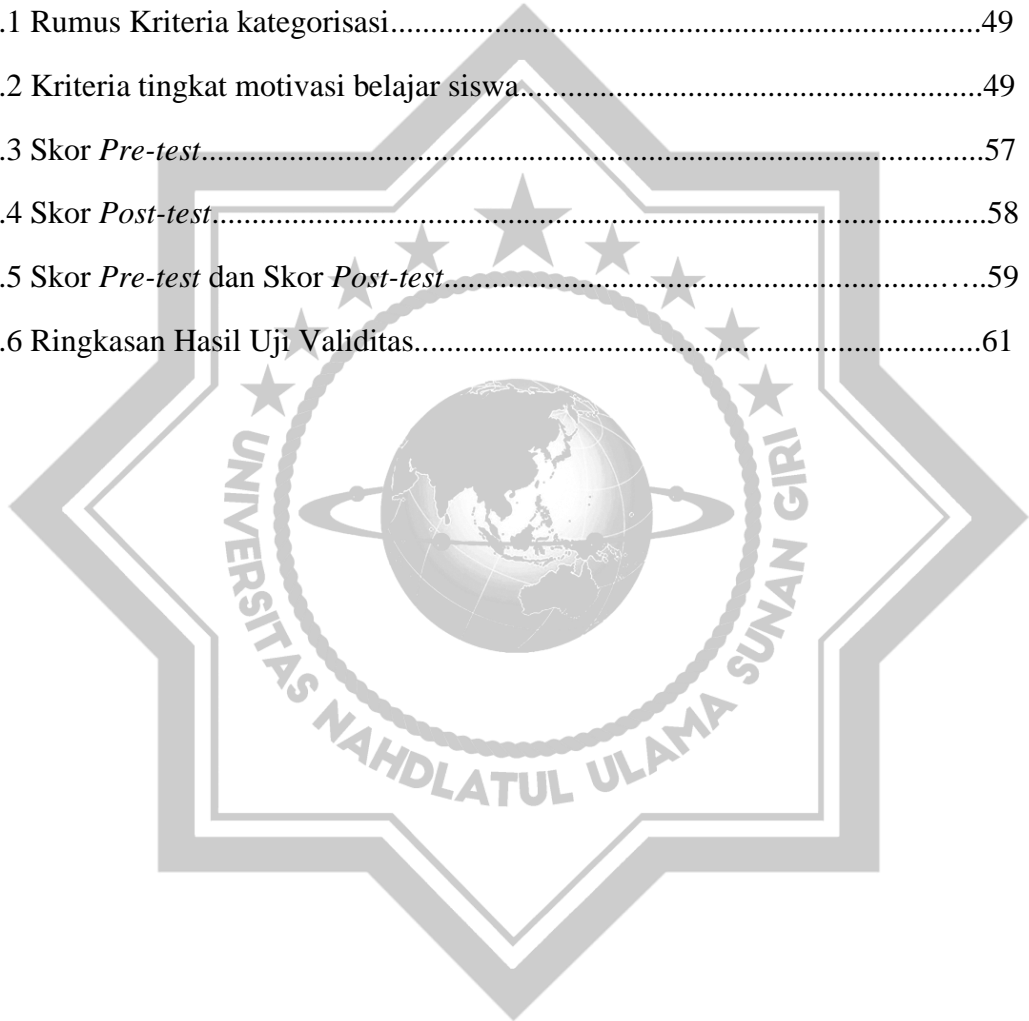 .1 Rumus Kriteria kategorisasi.......................................................................................49
.2 Kriteria tingkat motivasi belajar siswa....................................................................49
.3 Skor Pre-test...................................................................................................................57
.4 Skor Post-test..................................................................................................................58
.5 Skor Pre-test dan Skor Post-test.........................................................................…..59
.6 Ringkasan Hasil Uji Validitas...................................................................................61
UNIVERSITAS NAHDLATUL ULAMA SUNAN GIRI